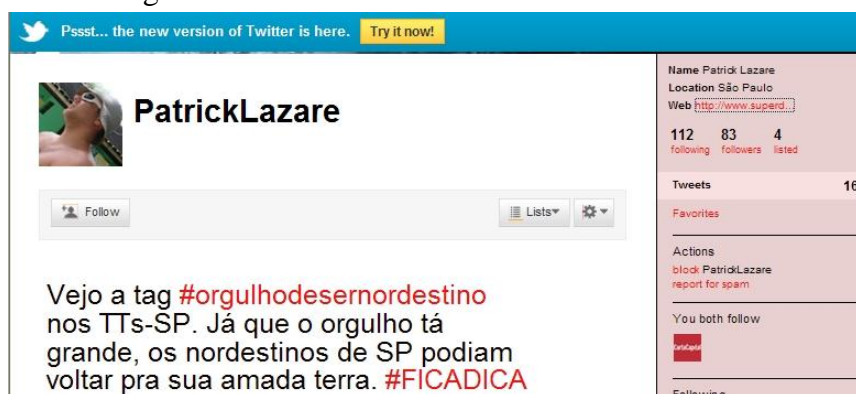 Pssst... the new version of Twitter is here. Try it now!
PatrickLazare
Follow
Lists
Vejo a tag #orgulhodesernordestino
nos TTs-SP. Já que o orgulho tá
grande, os nordestinos de SP podiam
voltar pra sua amada terra. #FICADICA
Name Patrick Lazare
Location São Paulo
Web http://www.superd...
112 83 4
following followers listed
Tweets
Favorites
Actions
block PatrickLazare
report for spam
You both follow
CartaCapital
Following